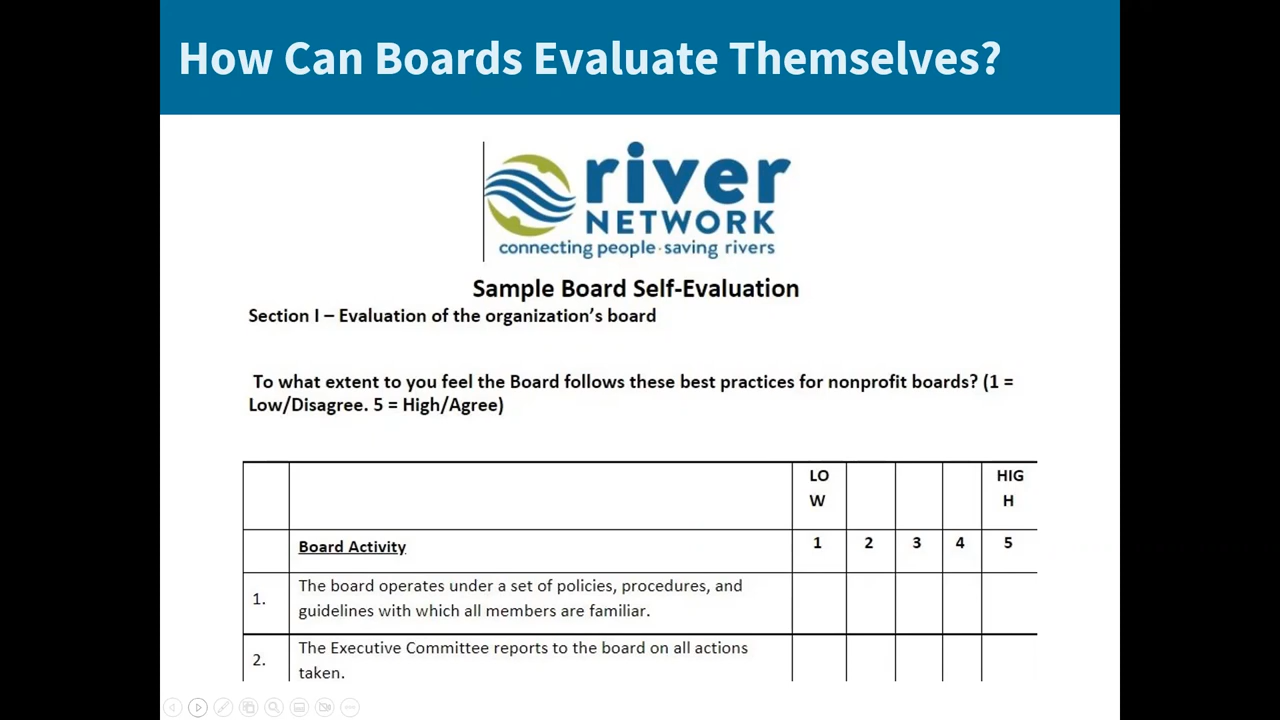 How Can Boards Evaluate Themselves?
river
NETWORK
connecting people·saving rivers
Sample Board Self-Evaluation
Section I – Evaluation of the organization’s board
To what extent to you feel the Board follows these best practices for nonprofit boards? (1 =
Low/Disagree. 5 = High/Agree)
LO
W
HIG
H
Board Activity 1 2 3 4 5
1. The board operates under a set of policies, procedures, and
guidelines with which all members are familiar.
2. The Executive Committee reports to the board on all actions
taken.